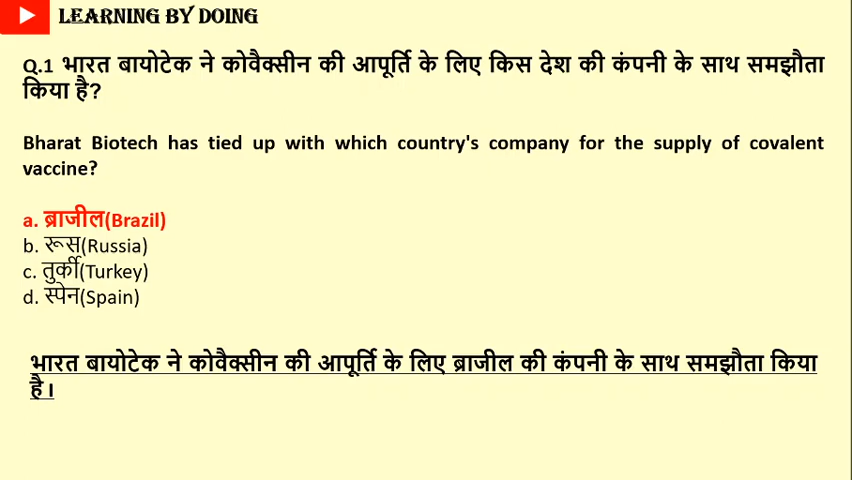 LEARNING BY DOING
Q.1 भारत बायोटेक ने कोवैक्सीन की आपूर्ति के लिए किस देश की कंपनी के साथ समझौता
किया है?
Bharat Biotech has tied up with which country's company for the supply of covalent
vaccine?
a. ब्राजील(Brazil)
b. रूस(Russia)
c. तुर्की(Turkey)
d. स्पेन(Spain)
भारत बायोटेक ने कोवैक्सीन की आपूर्ति के लिए ब्राजील की कंपनी के साथ समझौता किया
है।